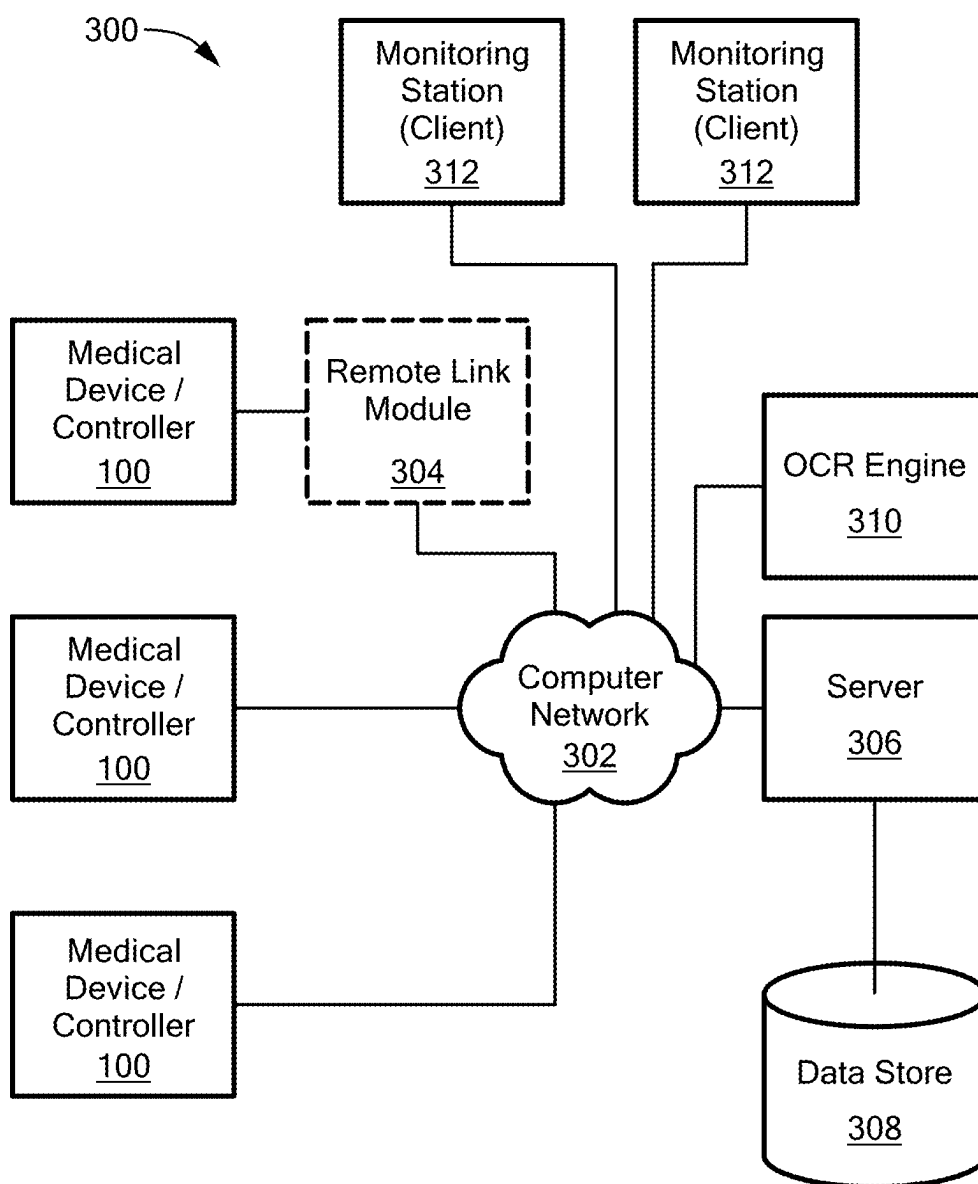 300
Monitoring
Station
(Client)
312
Monitoring
Station
(Client)
312
Medical
Device /
Controller
100
Remote Link
Module
304
OCR Engine
310
Medical
Device /
Controller
100
Computer
Network
302
Server
306
Medical
Device /
Controller
100
Data Store
308